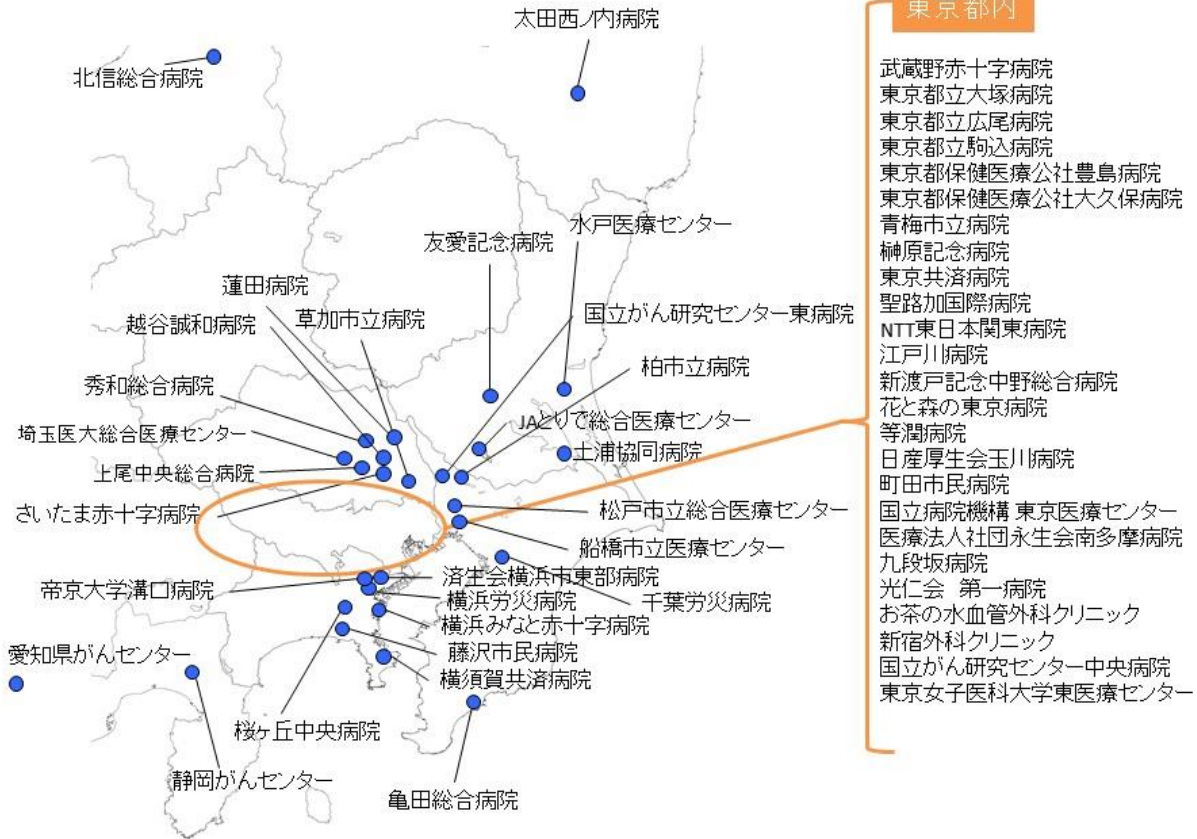 太田西ノ内病院
北信総合病院
水戸医療センター
友愛記念病院
蓮田病院
国立がん研究センター東病院
越谷誠和病院
草加市立病院
柏市立病院
秀和総合病院
JAとりで総合医療センター
埼玉医大総合医療センター
土浦協同病院
上尾中央総合病院
さいたま赤十字病院
松戸市立総合医療センター
船橋市立医療センター
済生会横浜市東部病院
帝京大学溝口病院
横浜労災病院
千葉労災病院
横浜みなと赤十字病院
藤沢市民病院
愛知県がんセンター
横須賀共済病院
桜ヶ丘中央病院
静岡がんセンター
亀田総合病院
東京都内
武蔵野赤十字病院
東京都立大塚病院
東京都立広尾病院
東京都立駒込病院
東京都保健医療公社豊島病院
東京都保健医療公社大久保病院
青梅市立病院
榊原記念病院
東京共済病院
聖路加国際病院
NTT東日本関東病院
江戸川病院
新渡戸記念中野総合病院
花と森の東京病院
等潤病院
日産厚生会玉川病院
町田市民病院
国立病院機構 東京医療センター
医療法人社団永生会南多摩病院
九段坂病院
光仁会 第一病院
お茶の水血管外科クリニック
新宿外科クリニック
国立がん研究センター中央病院
東京女子医科大学東医療センター